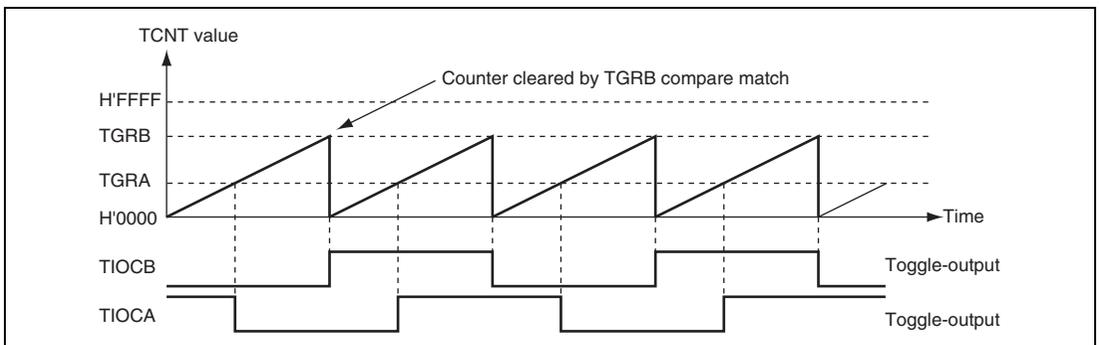 TCNT value
Counter cleared by TGRB compare match
H'FFFF
TGRB
TGRA
H'0000
Time
TIOCB
Toggle-output
TIOCA
Toggle-output